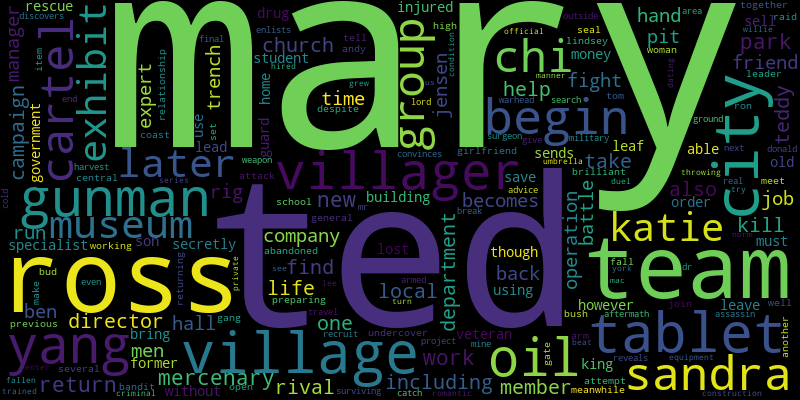 mary
ted
ross
team
village
villager
oil
yang
gunman
tablet
sandra
katie
city
chi
begin
museum
group
cartel
exhibit
later
mercenary
return
director
company
life
local
including
member
rival
work
men
former
bring
hall
one
find
new
building
becomes
back
using
though
time
church
student
home
guard
expert
trench
campaign
government
manager
rescue
item
relationship
drug
discovers
enlists
andy
tell
final
coast
despite
set
use
lead
rig
secretly
son
specialist
working
run
ben
bud
even
make
previous
central
harvest
series
weapon
attack
school
general
mr
abandoned
see
preparing
lost
private
gang
returning
several
enter
fallen
trained
bandit
criminal
without
open
surviving
travel
lee
armed
turn
recruit
undercover
veteran
project
mine
catch
romantic
department
break
advice
save
sends
help
jensen
lord
us
condition
girlfriend
convinces
hired
grew
injured
high
official
seal
woman
lindsey
money
hand
pit
park
sell
friend
leader
raid
willie
together
outside
area
fight
tom
military
search
manner
warhead
surgeon
give
umbrella
brilliant
battle
operation
take
leaf
able
also
dating
ground
ron
teddy
old
donald
next
meet
job
real
duel
throwing
order
kill
must
norm
however
leave
well
another
bush
aftermath
assassin
fall
york
mac
dr
join
arm
beat
gate
king
reveals
equipment
attempt
meanwhile
construction
end
cold